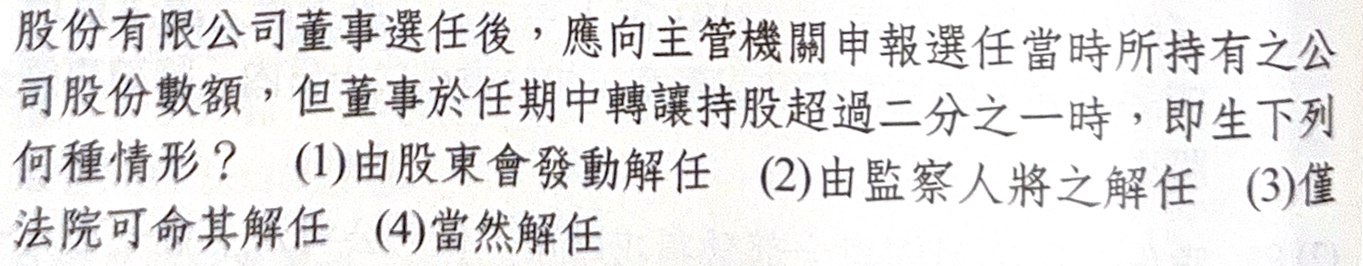 股份有限公司董事選任後，應向主管機關申報選任當時所持有之公
司股份數額，但董事於任期中轉讓持股超過二分之一時，即生下列
何種情形？　(1)由股東會發動解任　(2)由監察人將之解任　(3)僅
法院可命其解任　(4)當然解任